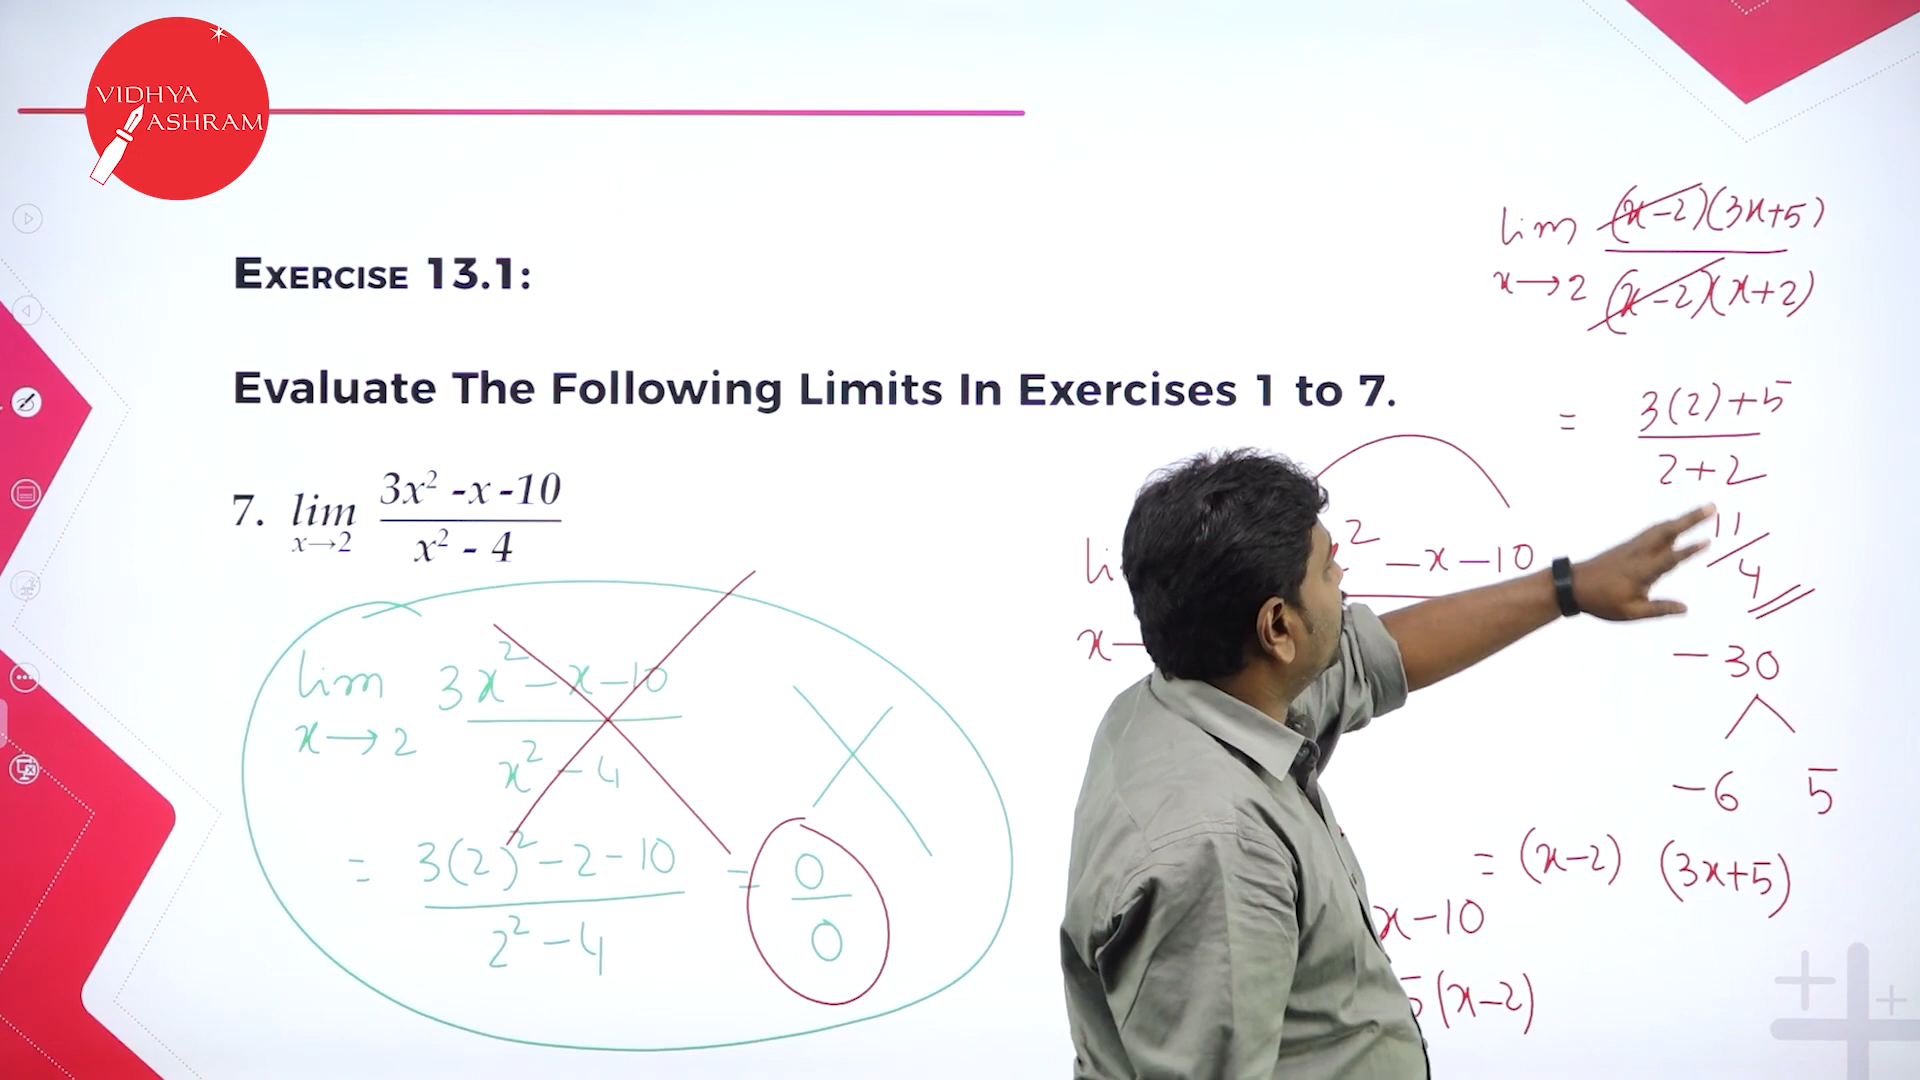 VIDHYA
ASHRAM
EXERCISE 13.1:
Evaluate The Following Limits In Exercises 1 to 7.
7. lim x→2 (3x² - x - 10)/(x² - 4)
lim x→2 (3x² - x - 10)/(x² - 4)
= (3(2)² - 2 - 10)/(2² - 4) = 0/0
² - x - 10
x - 10
5(x-2)
lim x→2 (x-2)(3x+5)/(x-2)(x+2)
= (3(2)+5)/(2+2)
11/4
-30
-6 5
= (x-2) (3x+5)